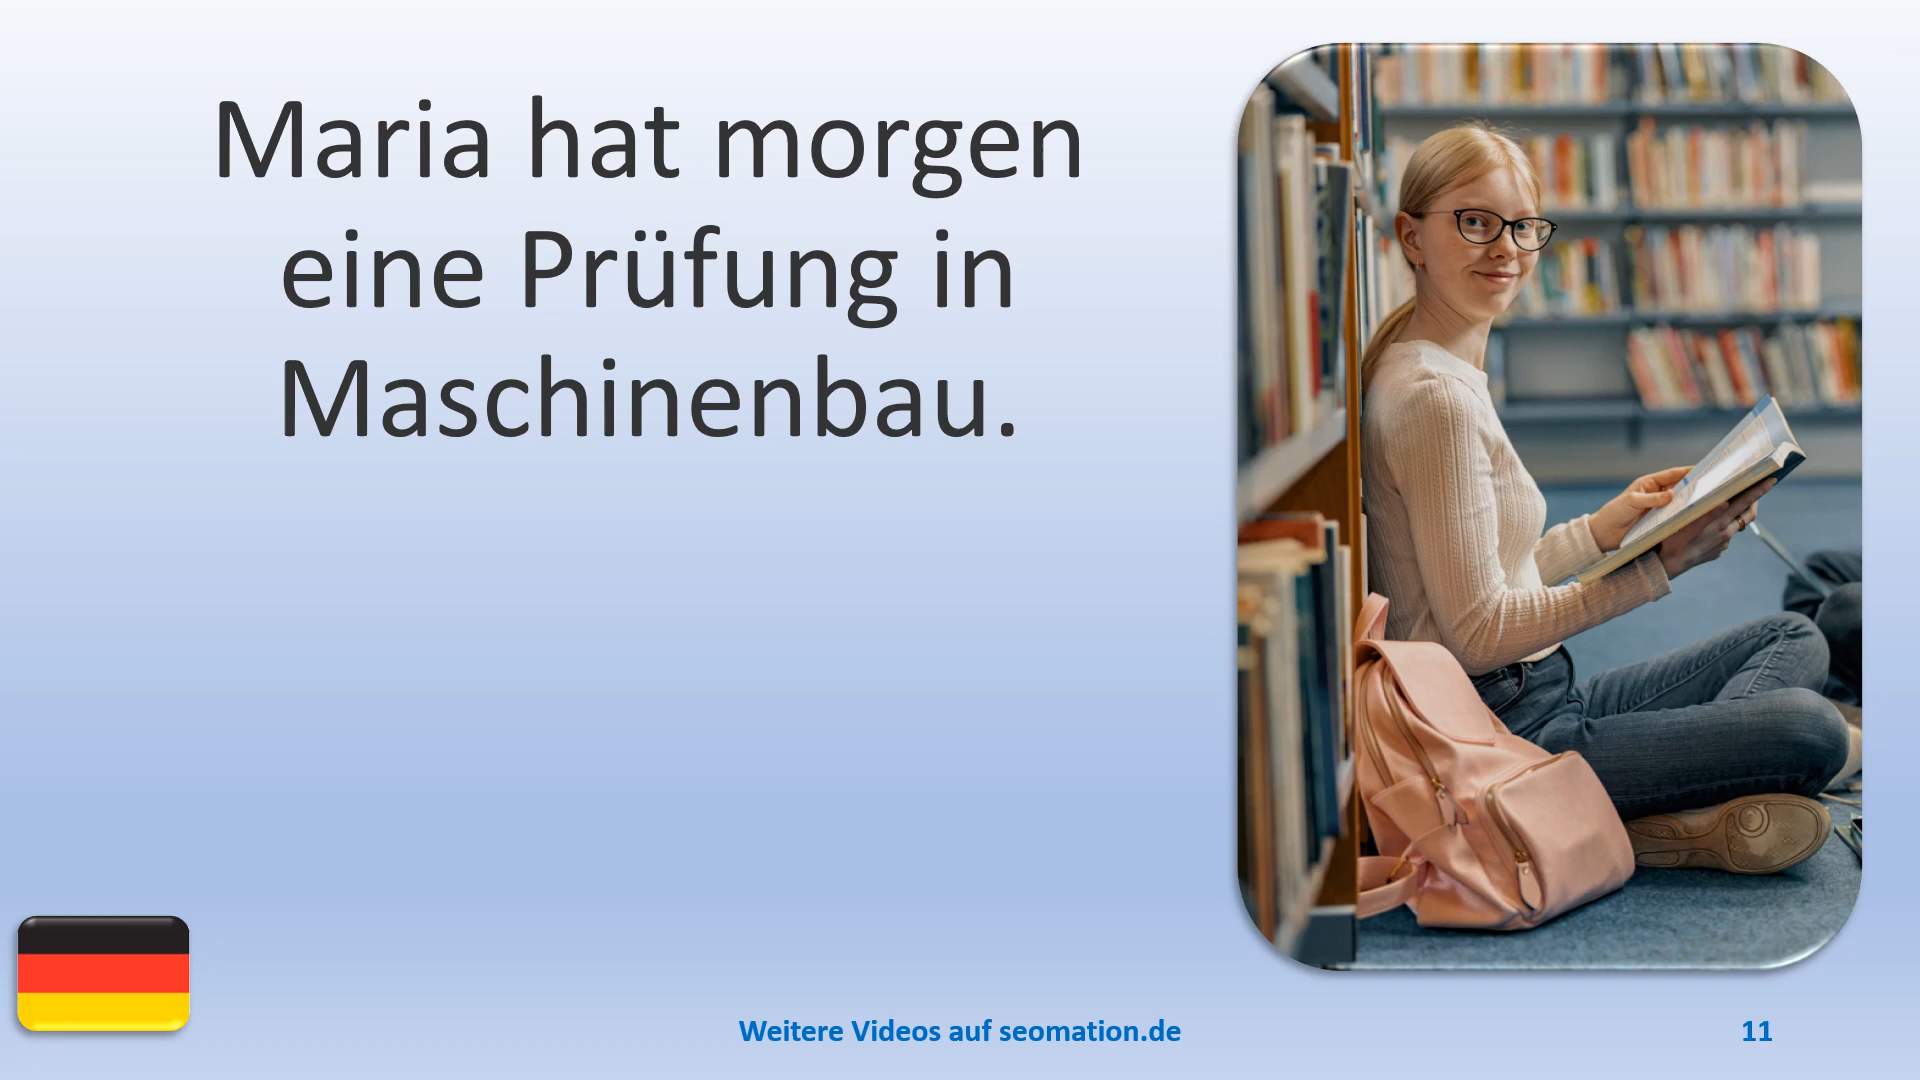 Maria hat morgen
eine Prüfung in
Maschinenbau.
Weitere Videos auf seomation.de
11